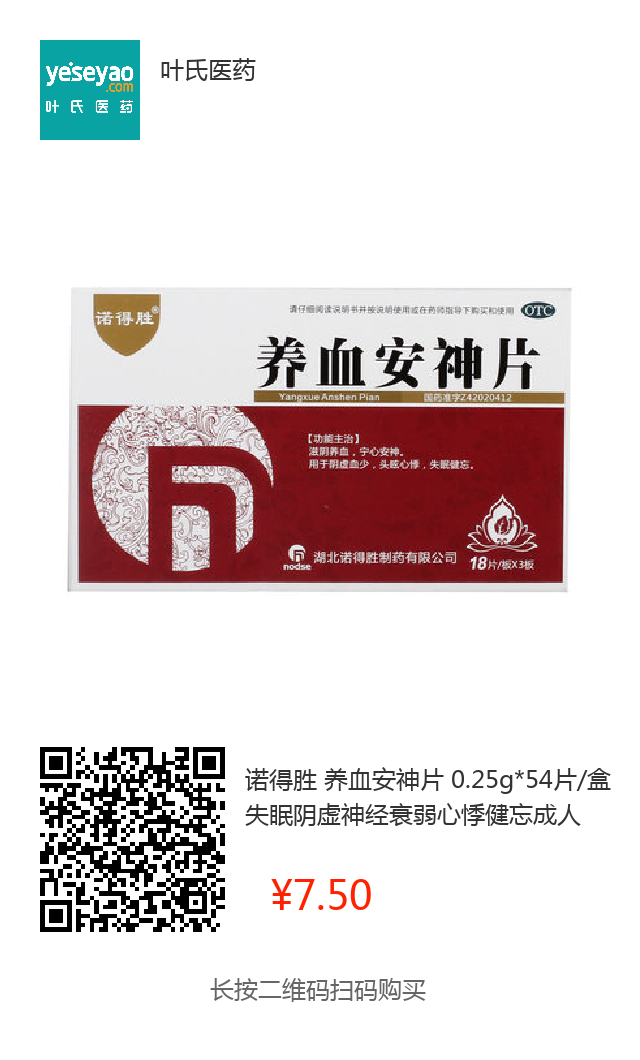 yeseyao
.com
叶氏医药
叶氏医药
诺得胜®
请仔细阅读说明书并按说明使用或在药师指导下购买和使用
OTC
养血安神片
Yangxue Anshen Pian
国药准字Z42020412
【功能主治】
滋阴养血，宁心安神。
用于阴虚血少，头眩心悸，失眠健忘。
nodse
湖北诺得胜制药有限公司
18片/板X3板
诺得胜 养血安神片 0.25g*54片/盒
失眠阴虚神经衰弱心悸健忘成人
¥7.50
长按二维码扫码购买